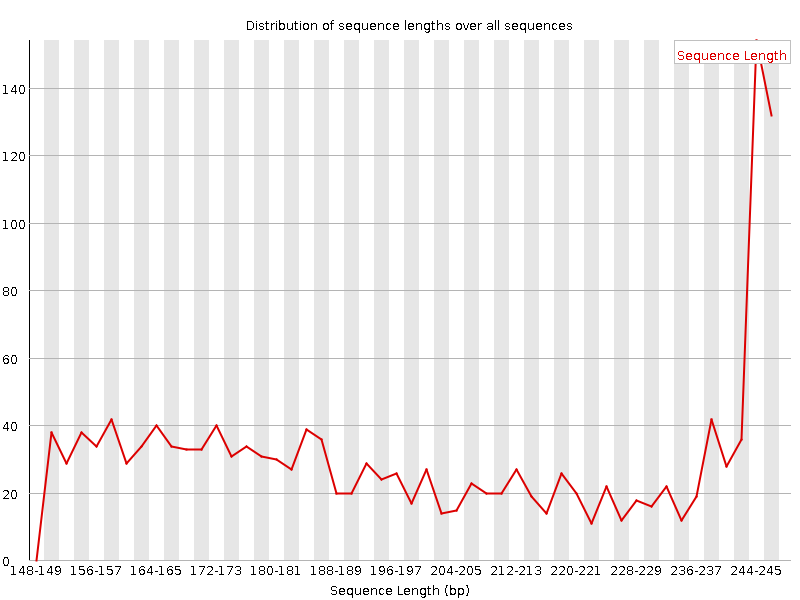 Distribution of sequence lengths over all sequences
Sequence Length
140
120
100
80
60
40
20
0
148-149 156-157 164-165 172-173 180-181 188-189 196-197 204-205 212-213 220-221 228-229 236-237 244-245
Sequence Length (bp)